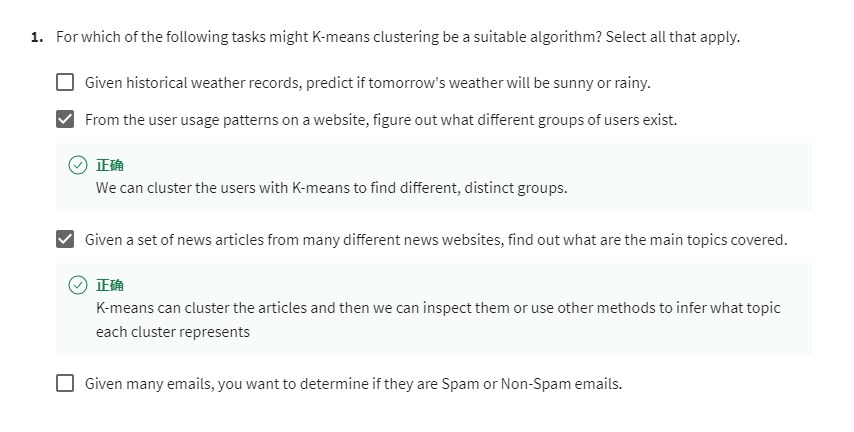 1. For which of the following tasks might K-means clustering be a suitable algorithm? Select all that apply.
Given historical weather records, predict if tomorrow's weather will be sunny or rainy.
From the user usage patterns on a website, figure out what different groups of users exist.
正确
We can cluster the users with K-means to find different, distinct groups.
Given a set of news articles from many different news websites, find out what are the main topics covered.
正确
K-means can cluster the articles and then we can inspect them or use other methods to infer what topic
each cluster represents
Given many emails, you want to determine if they are Spam or Non-Spam emails.